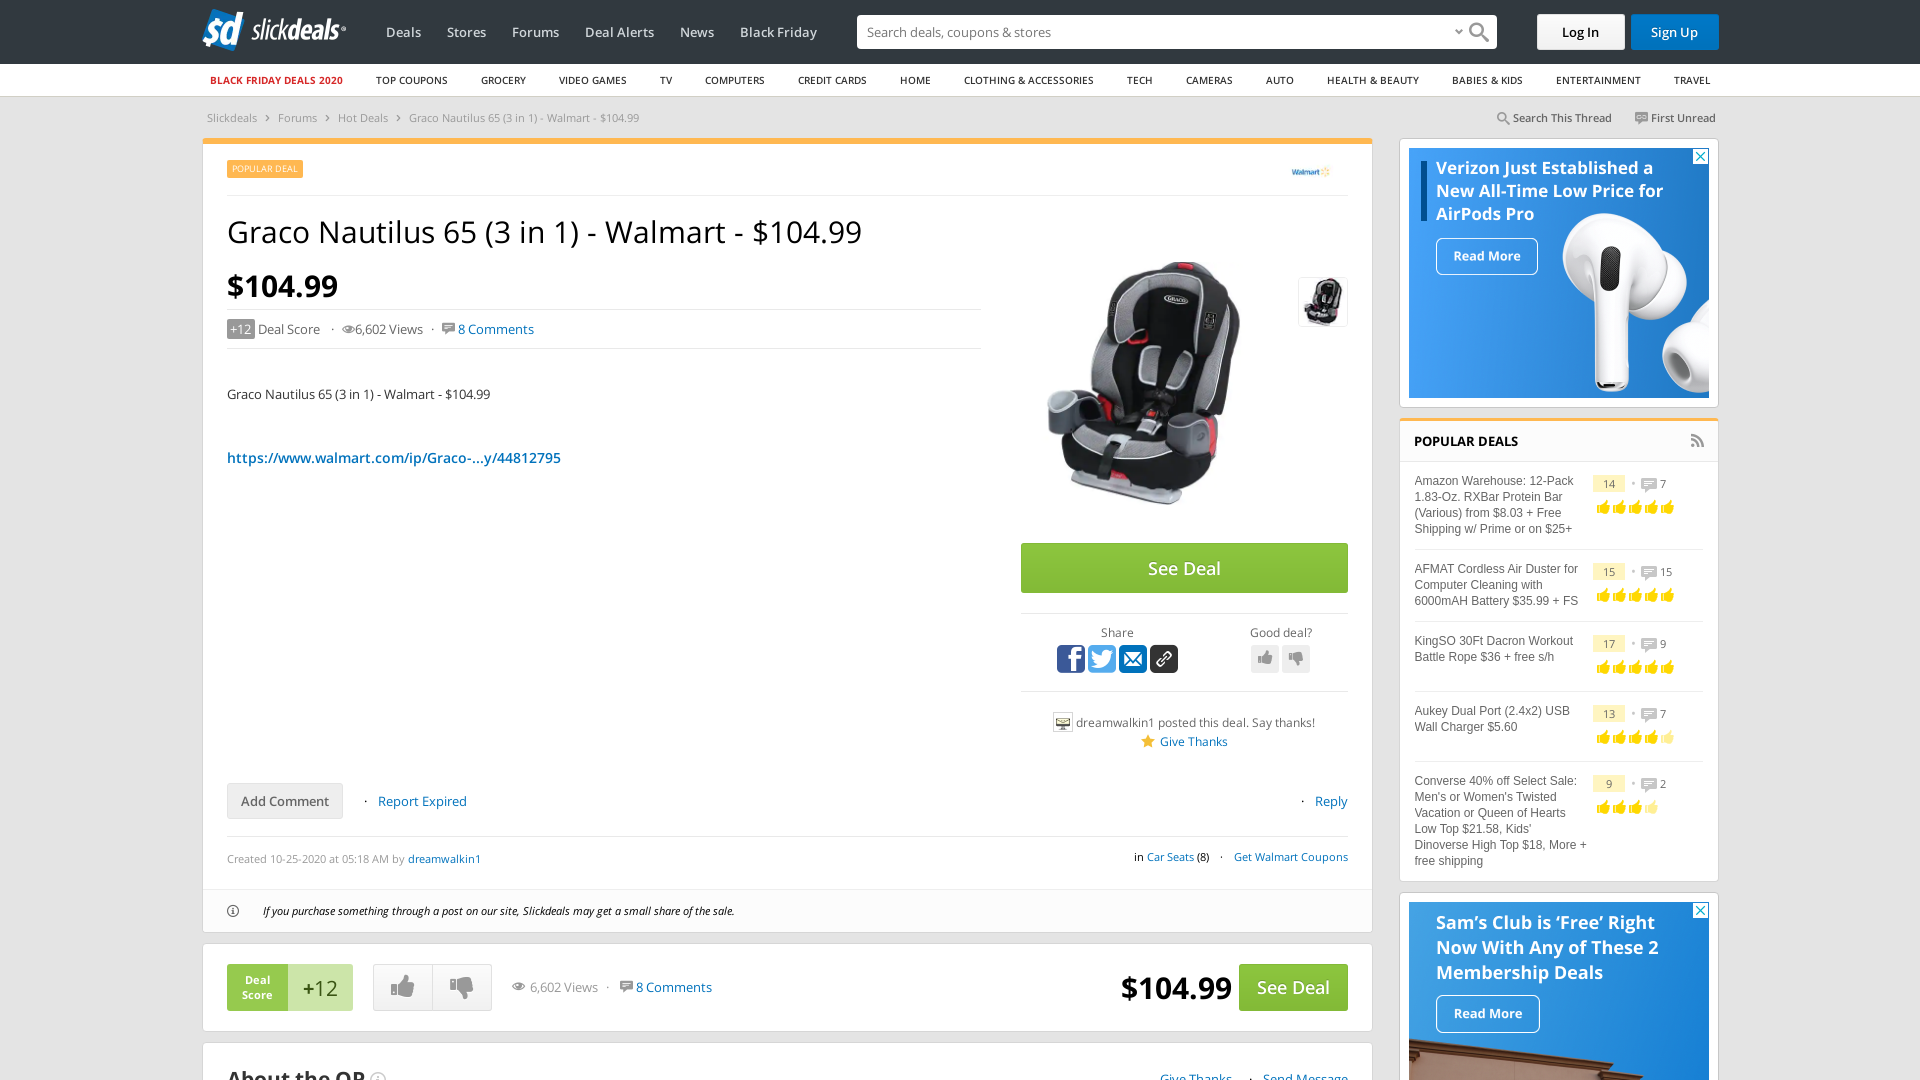 slickdeals
Deals
Stores
Forums
Deal Alerts
News
Black Friday
Search deals, coupons & stores
Log In
Sign Up
BLACK FRIDAY DEALS 2020
TOP COUPONS
GROCERY
VIDEO GAMES
TV
COMPUTERS
CREDIT CARDS
HOME
CLOTHING & ACCESSORIES
TECH
CAMERAS
AUTO
HEALTH & BEAUTY
BABIES & KIDS
ENTERTAINMENT
TRAVEL
Slickdeals > Forums > Hot Deals > Graco Nautilus 65 (3 in 1) - Walmart - $104.99
Search This Thread
First Unread
POPULAR DEAL
Walmart
Graco Nautilus 65 (3 in 1) - Walmart - $104.99
$104.99
+12 Deal Score · 6,602 Views · 8 Comments
Graco Nautilus 65 (3 in 1) - Walmart - $104.99
https://www.walmart.com/ip/Graco-...y/44812795
GRACO
See Deal
Share
Good deal?
dreamwalkin1 posted this deal. Say thanks!
Give Thanks
Add Comment · Report Expired
· Reply
Created 10-25-2020 at 05:18 AM by dreamwalkin1
in Car Seats (8) · Get Walmart Coupons
If you purchase something through a post on our site, Slickdeals may get a small share of the sale.
Deal
Score
+12
6,602 Views · 8 Comments
$104.99
See Deal
About the OP
Give Thanks · Send Message
Verizon Just Established a
New All-Time Low Price for
AirPods Pro
Read More
POPULAR DEALS
Amazon Warehouse: 12-Pack
1.83-Oz. RXBar Protein Bar
(Various) from $8.03 + Free
Shipping w/ Prime or on $25+
14 • 7
AFMAT Cordless Air Duster for
Computer Cleaning with
6000mAH Battery $35.99 + FS
15 • 15
KingSO 30Ft Dacron Workout
Battle Rope $36 + free s/h
17 • 9
Aukey Dual Port (2.4x2) USB
Wall Charger $5.60
13 • 7
Converse 40% off Select Sale:
Men's or Women's Twisted
Vacation or Queen of Hearts
Low Top $21.58, Kids'
Dinoverse High Top $18, More +
free shipping
9 • 2
Sam's Club is 'Free' Right
Now With Any of These 2
Membership Deals
Read More